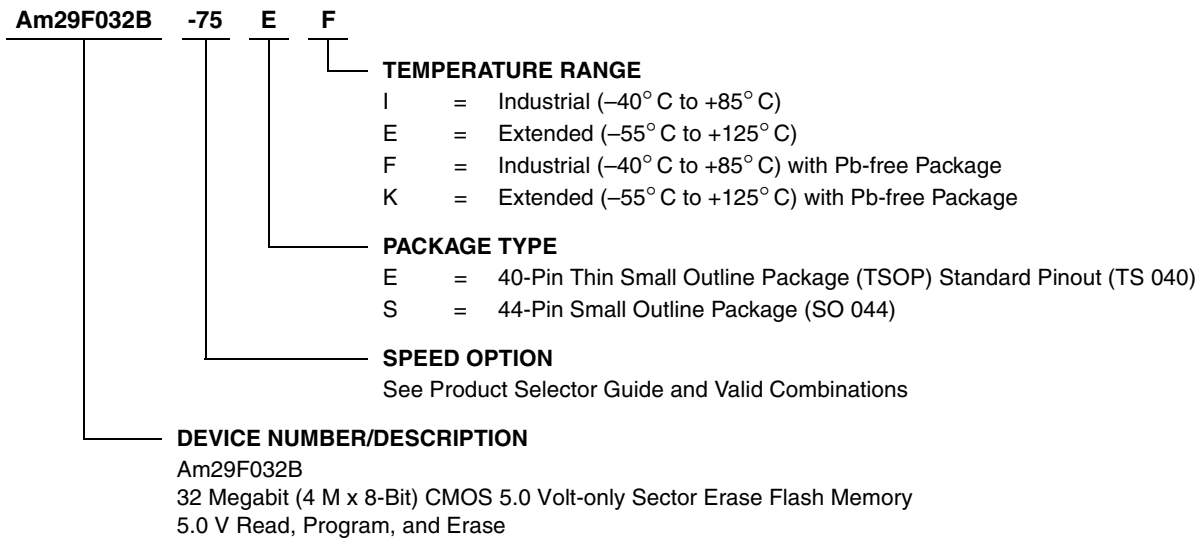 Am29F032B -75 E F
TEMPERATURE RANGE
I = Industrial (–40° C to +85° C)
E = Extended (–55° C to +125° C)
F = Industrial (–40° C to +85° C) with Pb-free Package
K = Extended (–55° C to +125° C) with Pb-free Package
PACKAGE TYPE
E = 40-Pin Thin Small Outline Package (TSOP) Standard Pinout (TS 040)
S = 44-Pin Small Outline Package (SO 044)
SPEED OPTION
See Product Selector Guide and Valid Combinations
DEVICE NUMBER/DESCRIPTION
Am29F032B
32 Megabit (4 M x 8-Bit) CMOS 5.0 Volt-only Sector Erase Flash Memory
5.0 V Read, Program, and Erase